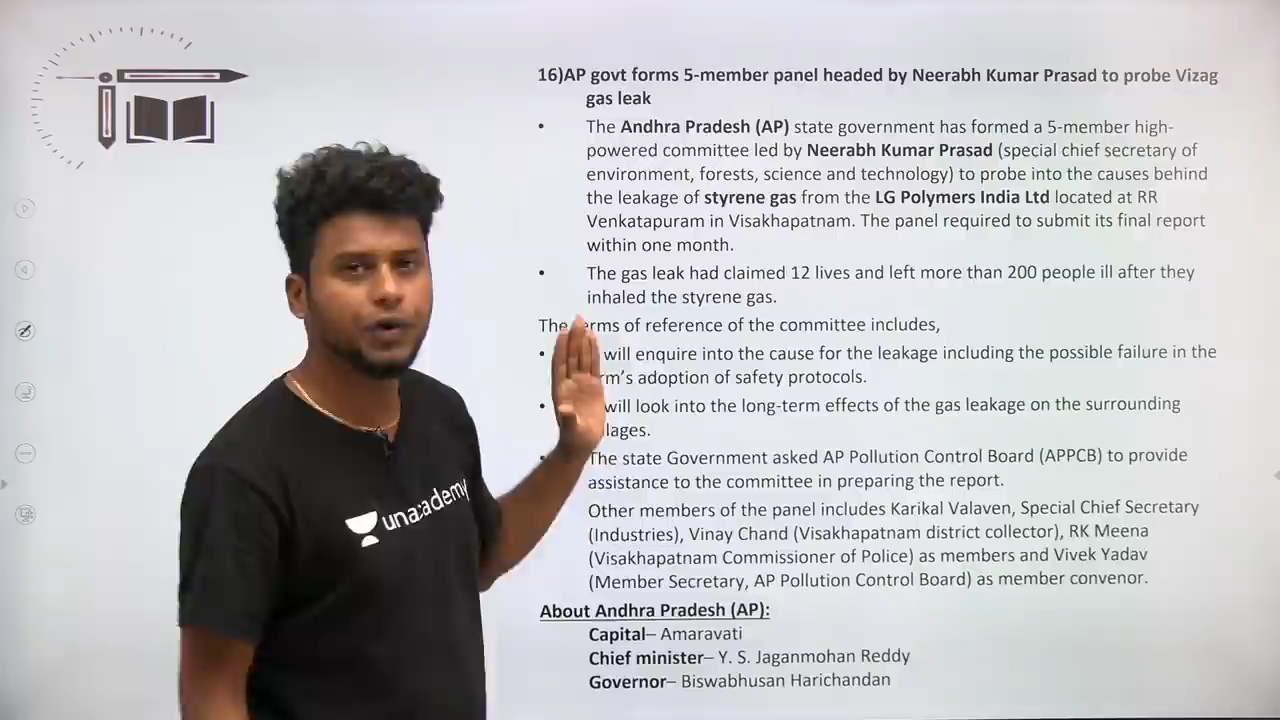 16)AP govt forms 5-member panel headed by Neerabh Kumar Prasad to probe Vizag
gas leak
• The Andhra Pradesh (AP) state government has formed a 5-member high-
powered committee led by Neerabh Kumar Prasad (special chief secretary of
environment, forests, science and technology) to probe into the causes behind
the leakage of styrene gas from the LG Polymers India Ltd located at RR
Venkatapuram in Visakhapatnam. The panel required to submit its final report
within one month.
• The gas leak had claimed 12 lives and left more than 200 people ill after they
inhaled the styrene gas.
The terms of reference of the committee includes,
• will enquire into the cause for the leakage including the possible failure in the
rm's adoption of safety protocols.
• will look into the long-term effects of the gas leakage on the surrounding
lages.
• The state Government asked AP Pollution Control Board (APPCB) to provide
assistance to the committee in preparing the report.
Other members of the panel includes Karikal Valaven, Special Chief Secretary
(Industries), Vinay Chand (Visakhapatnam district collector), RK Meena
(Visakhapatnam Commissioner of Police) as members and Vivek Yadav
(Member Secretary, AP Pollution Control Board) as member convenor.
About Andhra Pradesh (AP):
Capital– Amaravati
Chief minister– Y. S. Jaganmohan Reddy
Governor– Biswabhusan Harichandan
unacademy